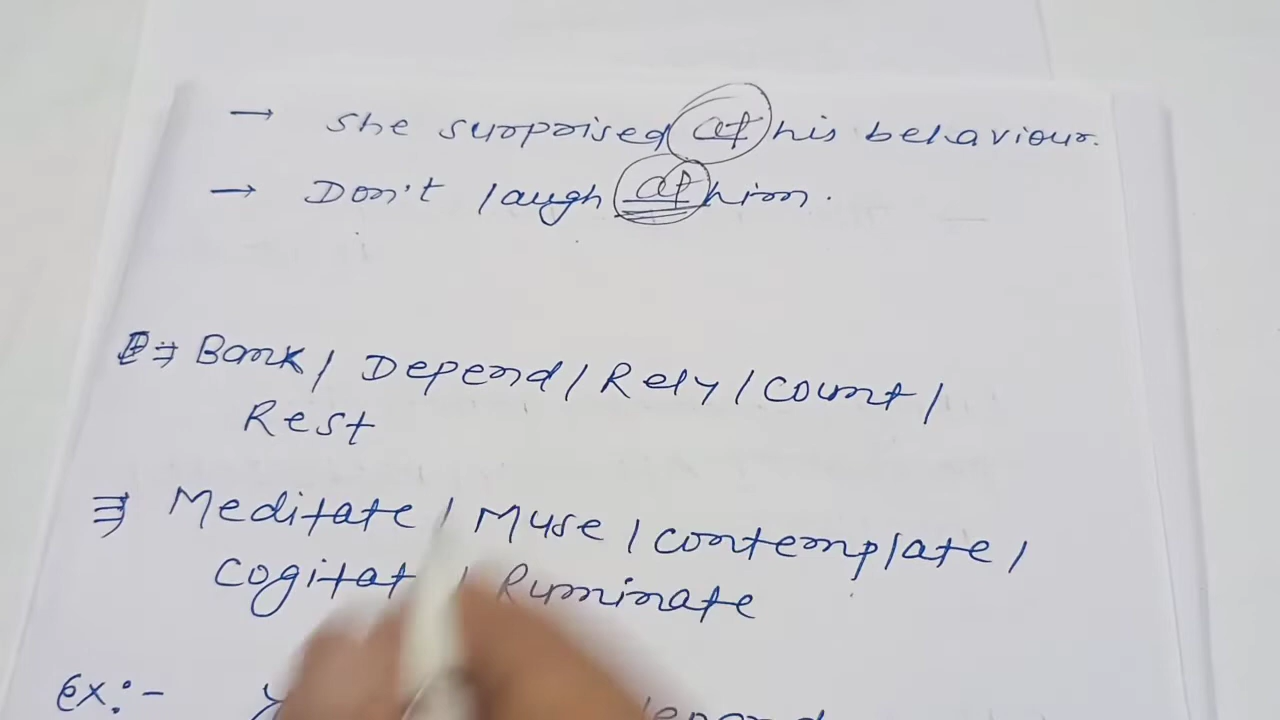 → She surprised at his behaviour.
→ Don't laugh at him.
⇒ Bank / Depend / Rely / Count /
Rest
⇒ Meditate / Muse / Contemplate /
Cogitat / Ruminate
Ex:- depend